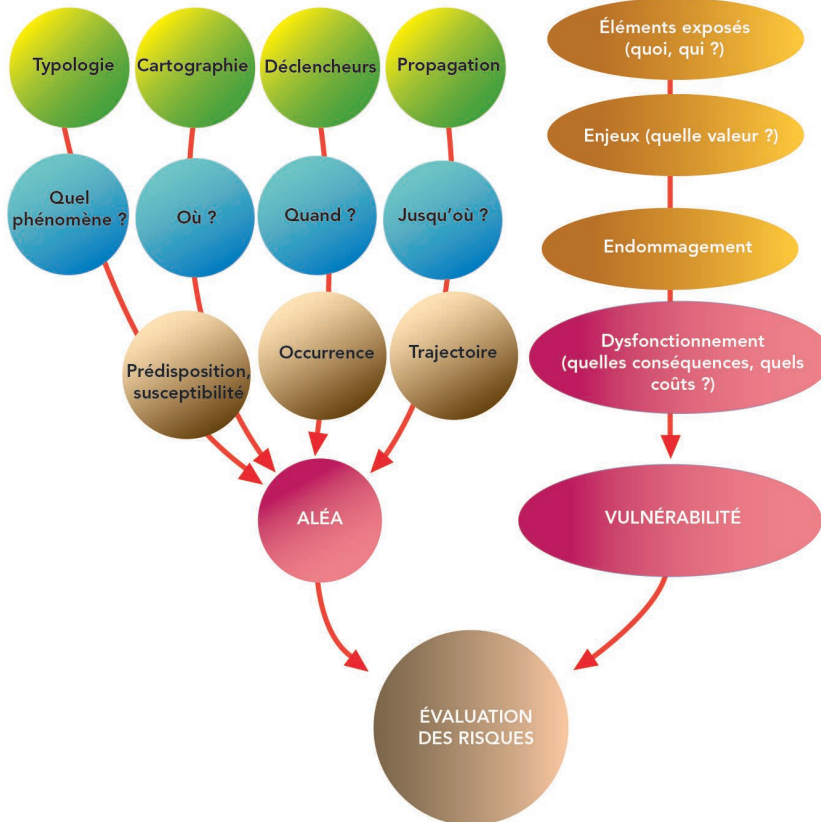 Typologie
Cartographie
Déclencheurs
Propagation
Éléments exposés
(quoi, qui ?)
Enjeux (quelle valeur ?)
Quel
phénomène ?
Où ?
Quand ?
Jusqu’où ?
Endommagement
Prédisposition,
susceptibilité
Occurrence
Trajectoire
Dysfonctionnement
(quelles conséquences, quels
coûts ?)
ALÉA
VULNÉRABILITÉ
ÉVALUATION
DES RISQUES